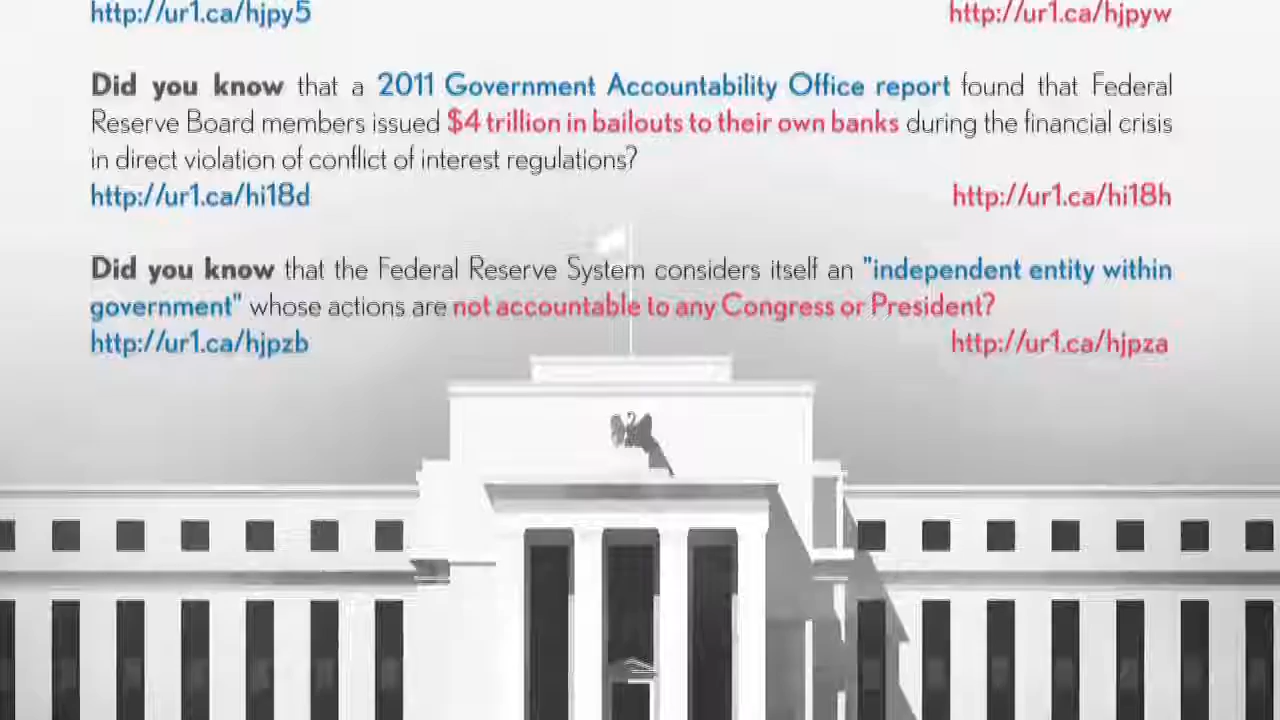 http://ur1.ca/hjpy5 http://ur1.ca/hjpyw
Did you know that a 2011 Government Accountability Office report found that Federal
Reserve Board members issued $4 trillion in bailouts to their own banks during the financial crisis
in direct violation of conflict of interest regulations?
http://ur1.ca/hi18d http://ur1.ca/hi18h
Did you know that the Federal Reserve System considers itself an "independent entity within
government" whose actions are not accountable to any Congress or President?
http://ur1.ca/hjpzb http://ur1.ca/hjpza